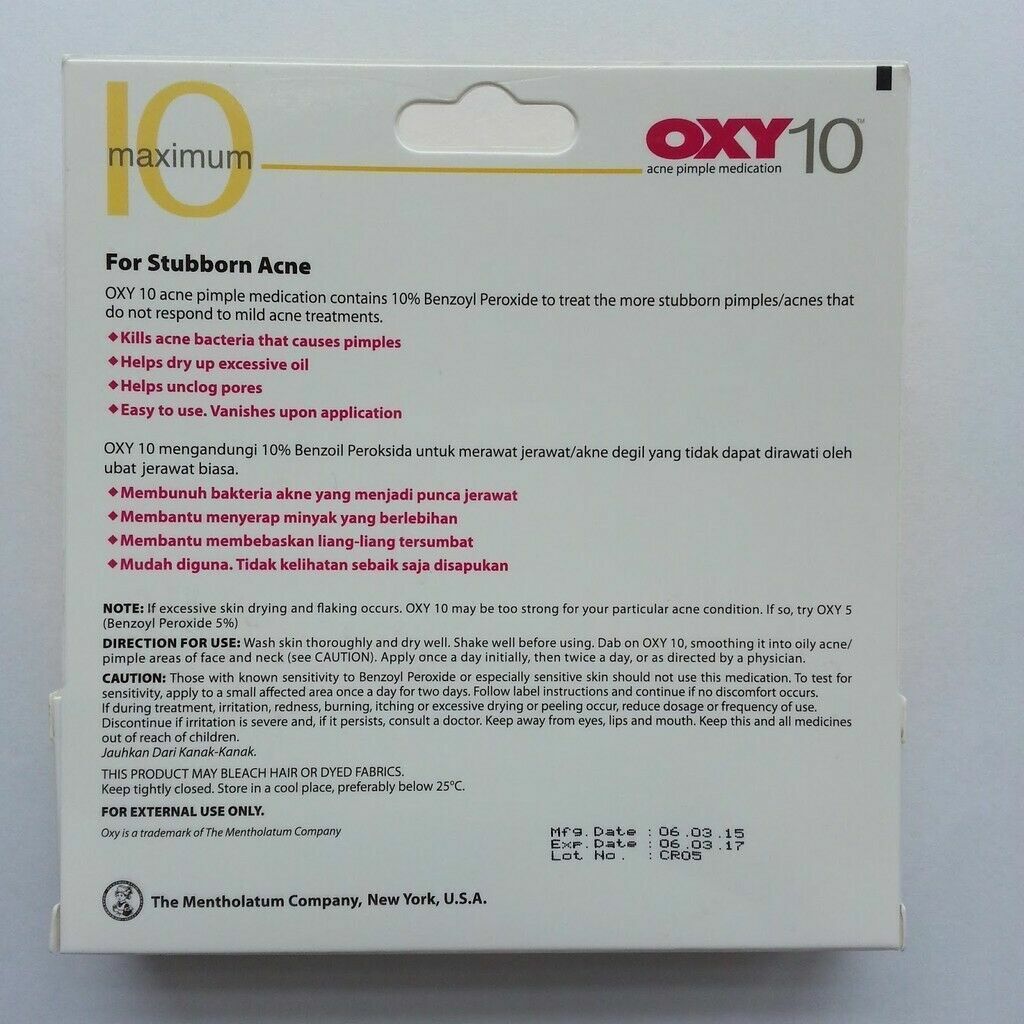 10
maximum
OXY10™
acne pimple medication
For Stubborn Acne
OXY 10 acne pimple medication contains 10% Benzoyl Peroxide to treat the more stubborn pimples/acnes that
do not respond to mild acne treatments.
◆Kills acne bacteria that causes pimples
◆Helps dry up excessive oil
◆Helps unclog pores
◆Easy to use. Vanishes upon application
OXY 10 mengandungi 10% Benzoil Peroksida untuk merawat jerawat/akne degil yang tidak dapat dirawati oleh
ubat jerawat biasa.
◆Membunuh bakteria akne yang menjadi punca jerawat
◆Membantu menyerap minyak yang berlebihan
◆Membantu membebaskan liang-liang tersumbat
◆Mudah diguna. Tidak kelihatan sebaik saja disapukan
NOTE: If excessive skin drying and flaking occurs. OXY 10 may be too strong for your particular acne condition. If so, try OXY 5
(Benzoyl Peroxide 5%)
DIRECTION FOR USE: Wash skin thoroughly and dry well. Shake well before using. Dab on OXY 10, smoothing it into oily acne/
pimple areas of face and neck (see CAUTION). Apply once a day initially, then twice a day, or as directed by a physician.
CAUTION: Those with known sensitivity to Benzoyl Peroxide or especially sensitive skin should not use this medication. To test for
sensitivity, apply to a small affected area once a day for two days. Follow label instructions and continue if no discomfort occurs.
If during treatment, irritation, redness, burning, itching or excessive drying or peeling occur, reduce dosage or frequency of use.
Discontinue if irritation is severe and, if it persists, consult a doctor. Keep away from eyes, lips and mouth. Keep this and all medicines
out of reach of children.
Jauhkan Dari Kanak-Kanak.
THIS PRODUCT MAY BLEACH HAIR OR DYED FABRICS.
Keep tightly closed. Store in a cool place, preferably below 25°C.
FOR EXTERNAL USE ONLY.
Oxy is a trademark of The Mentholatum Company
Mfg. Date : 06.03.15
Exp. Date : 06.03.17
Lot No. : CR05
The Mentholatum Company, New York, U.S.A.